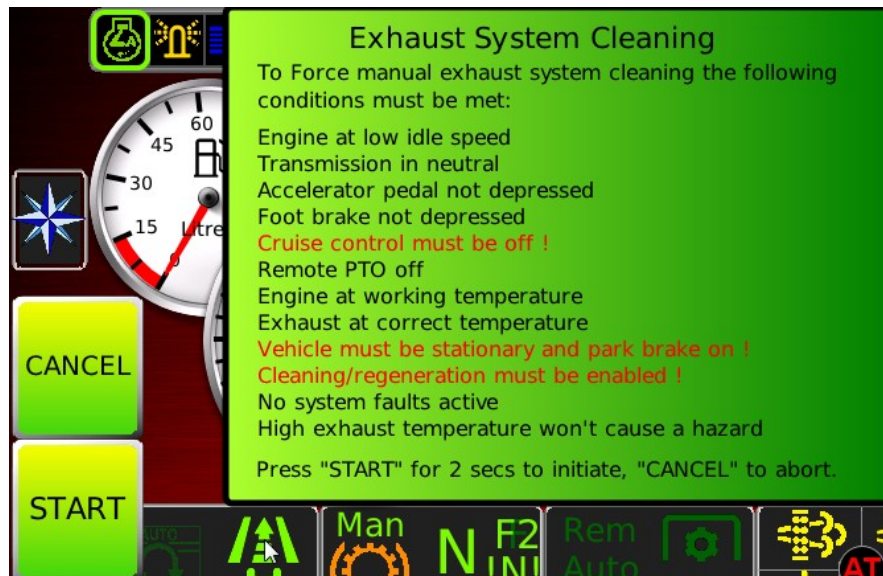 Exhaust System Cleaning
To Force manual exhaust system cleaning the following
conditions must be met:
Engine at low idle speed
Transmission in neutral
Accelerator pedal not depressed
Foot brake not depressed
Cruise control must be off !
Remote PTO off
Engine at working temperature
Exhaust at correct temperature
Vehicle must be stationary and park brake on !
Cleaning/regeneration must be enabled !
No system faults active
High exhaust temperature won't cause a hazard
Press "START" for 2 secs to initiate, "CANCEL" to abort.
60
45
30
15
0
CANCEL
START
AUTO
Man
N
Rem
Auto
AT